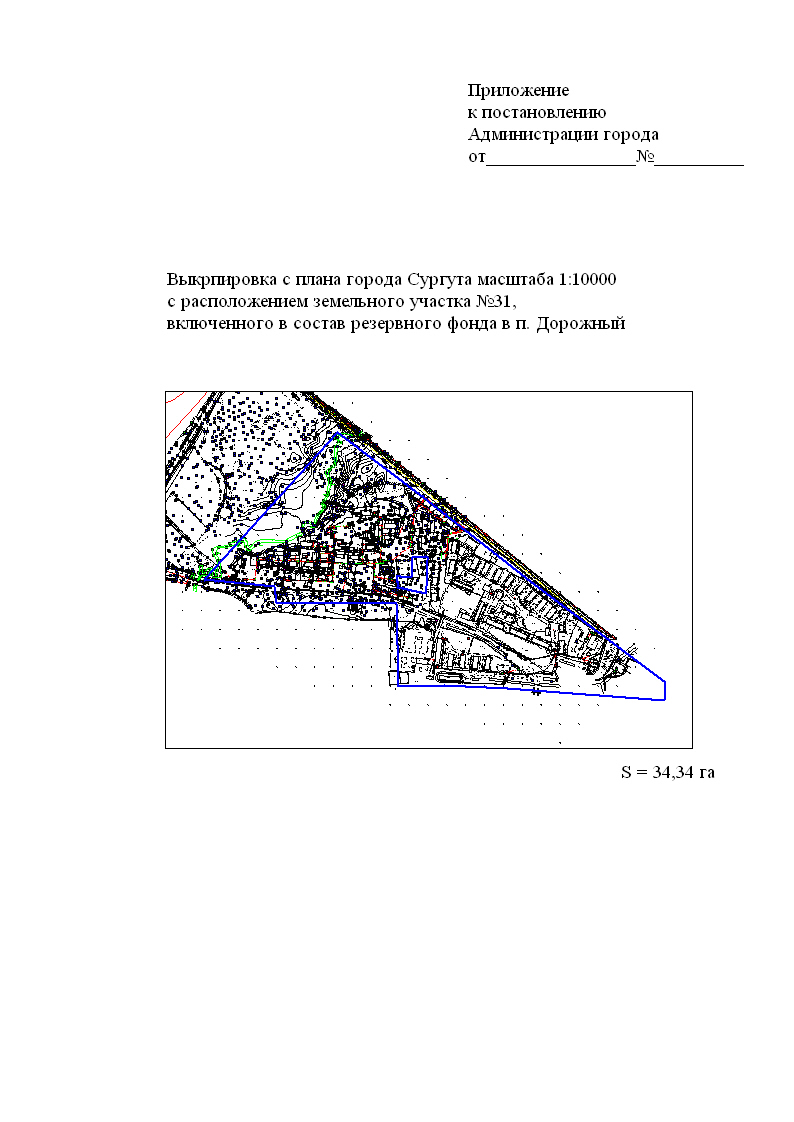 Приложение
к постановлению
Администрации города
от________________№__________
Выкрпировка с плана города Сургута масштаба 1:10000
с расположением земельного участка №31,
включенного в состав резервного фонда в п. Дорожный
S = 34,34 га